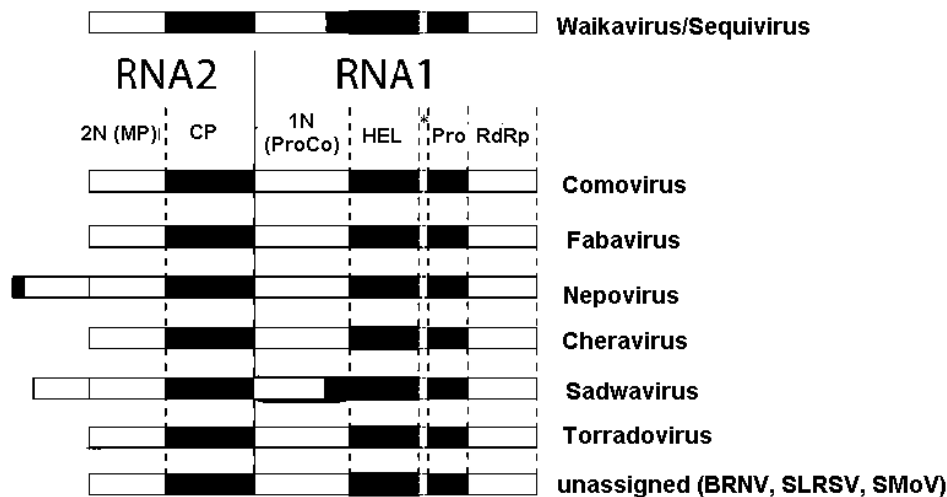 Waikavirus/Sequivirus
RNA2 RNA1
2N (MP) CP 1N (ProCo) HEL * Pro RdRp
Comovirus
Fabavirus
Nepovirus
Cheravirus
Sadwavirus
Torradovirus
unassigned (BRNV, SLRSV, SMoV)